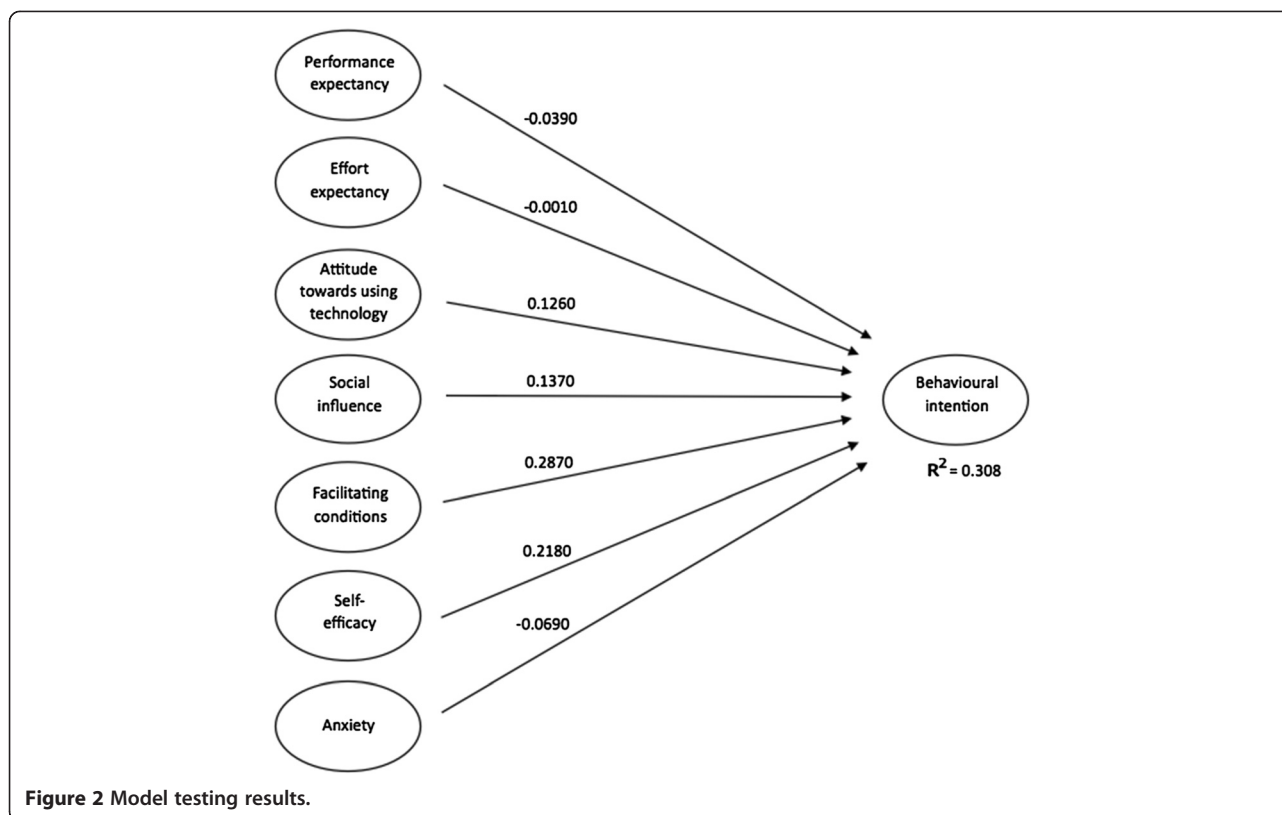 Performance
expectancy
-0.0390
Effort
expectancy
-0.0010
Attitude
towards using
technology
0.1260
Social
influence
0.1370
Behavioural
intention
R² = 0.308
0.2870
Facilitating
conditions
0.2180
Self-
efficacy
-0.0690
Anxiety
Figure 2 Model testing results.